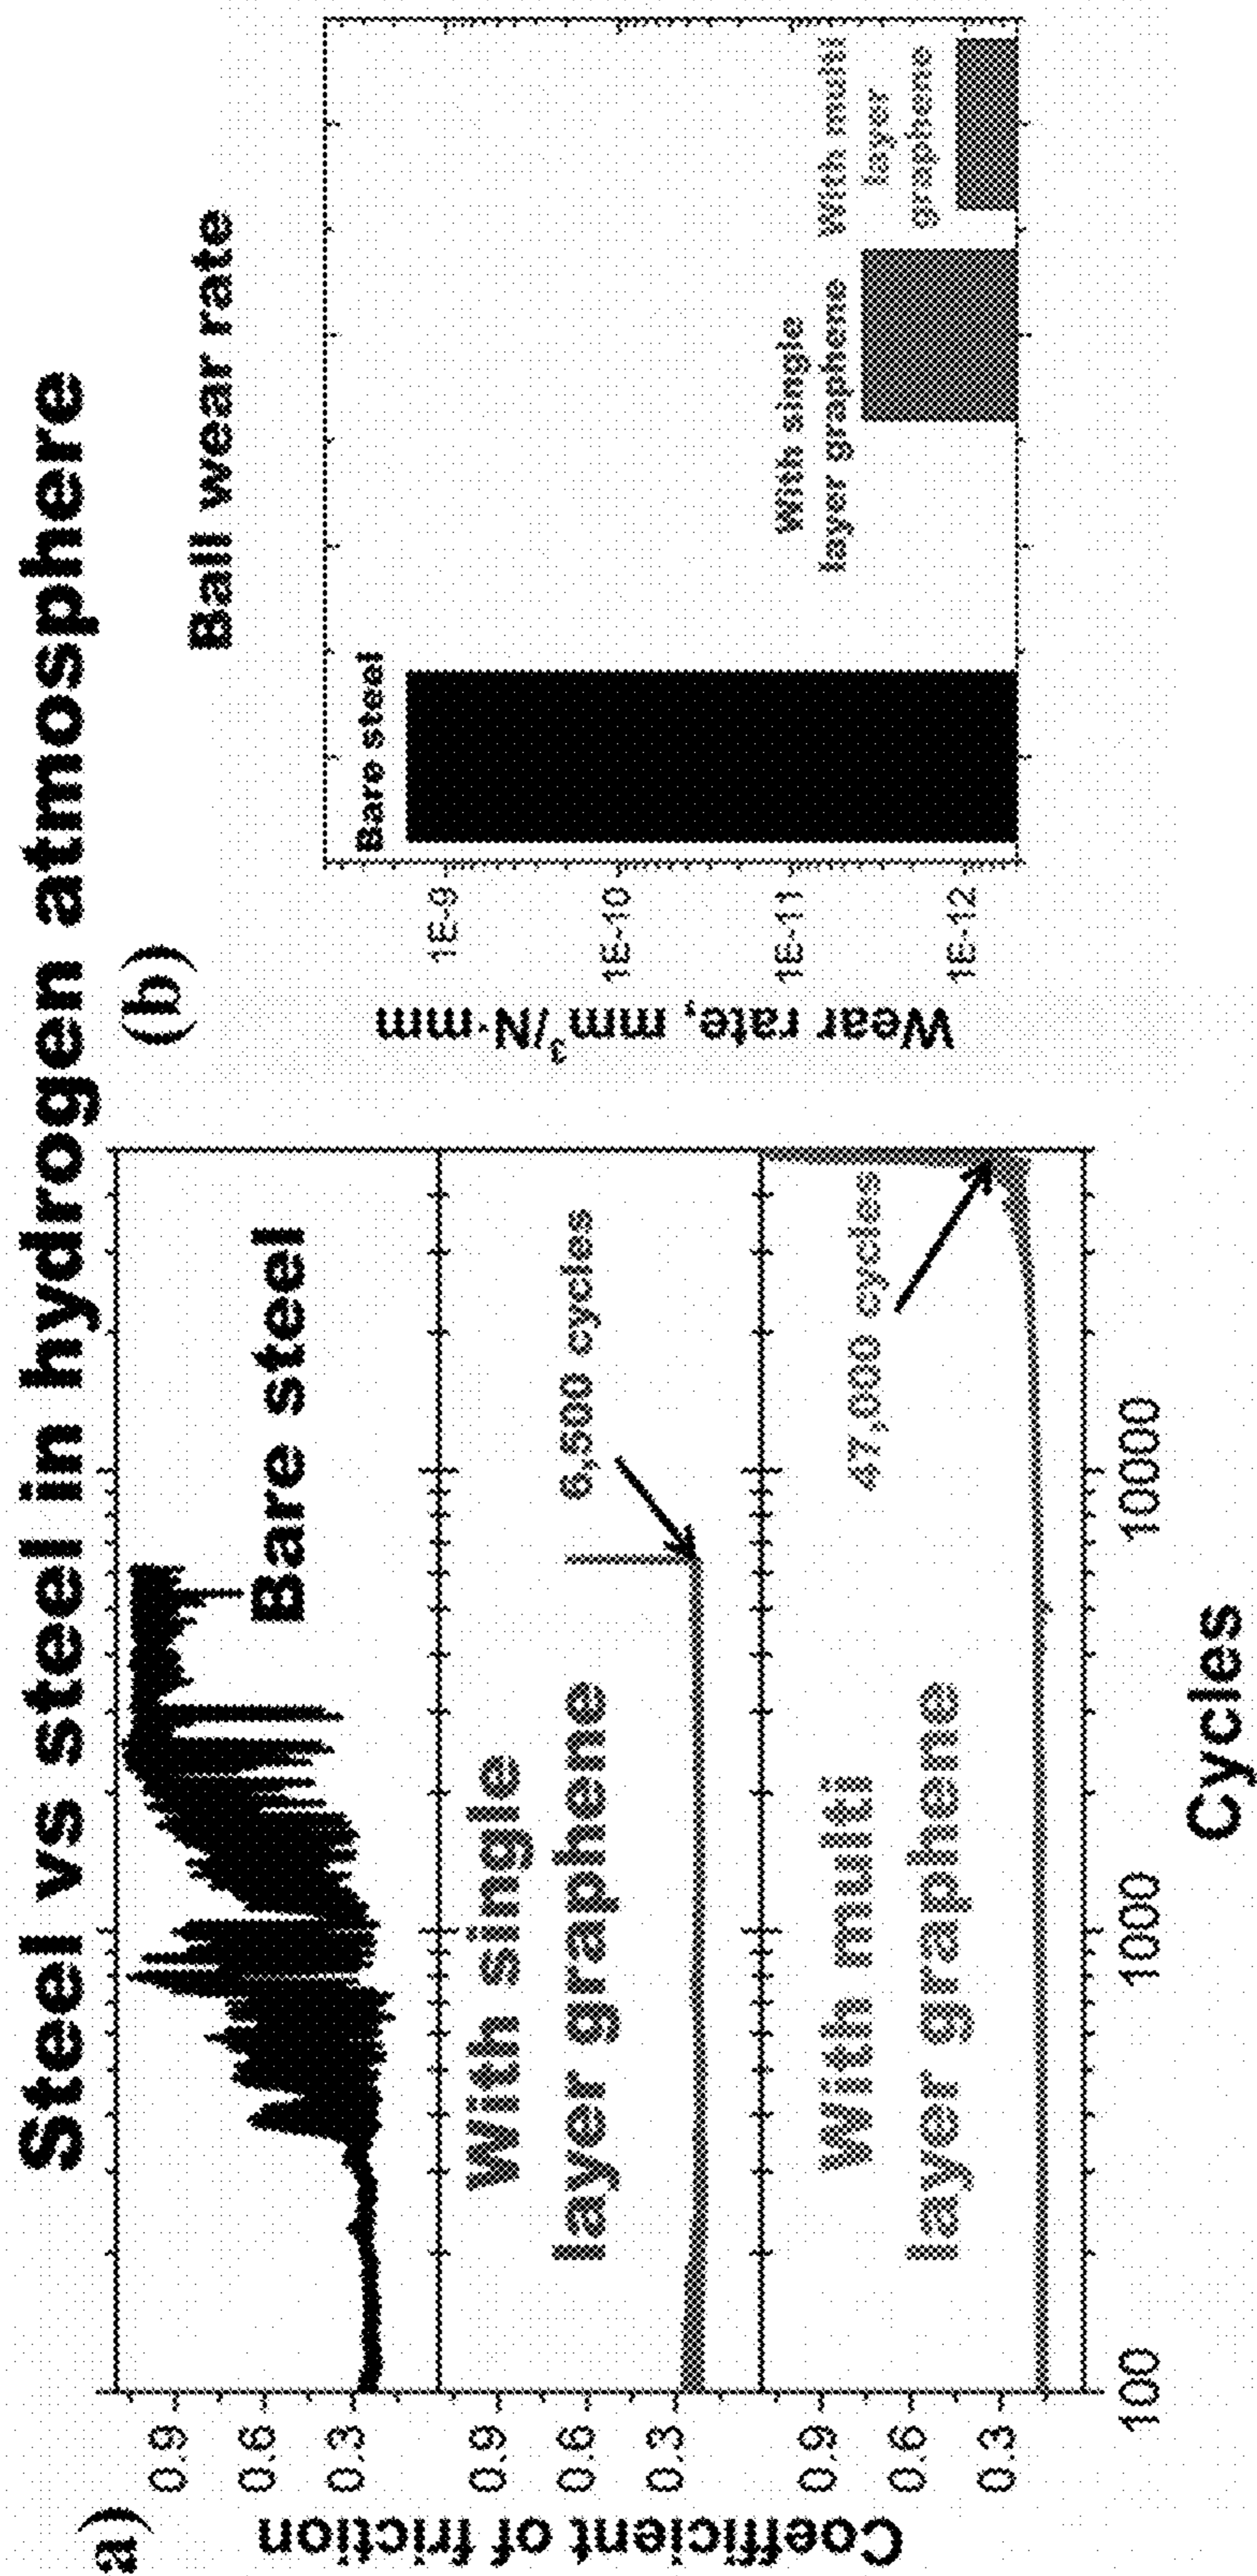 Steel vs steel in hydrogen atmosphere
a)
Coefficient of friction
0.9
0.6
0.3
Bare steel
0.9
0.6
0.3
With single
layer graphene
6,500 cycles
0.9
0.6
0.3
With multi
layer graphene
47,000 cycles
100
1000
10000
Cycles
(b)
Ball wear rate
Wear rate, mm³/N·mm
1E-9
1E-10
1E-11
1E-12
Bare steel
With single
layer graphene
With multi
layer
graphene